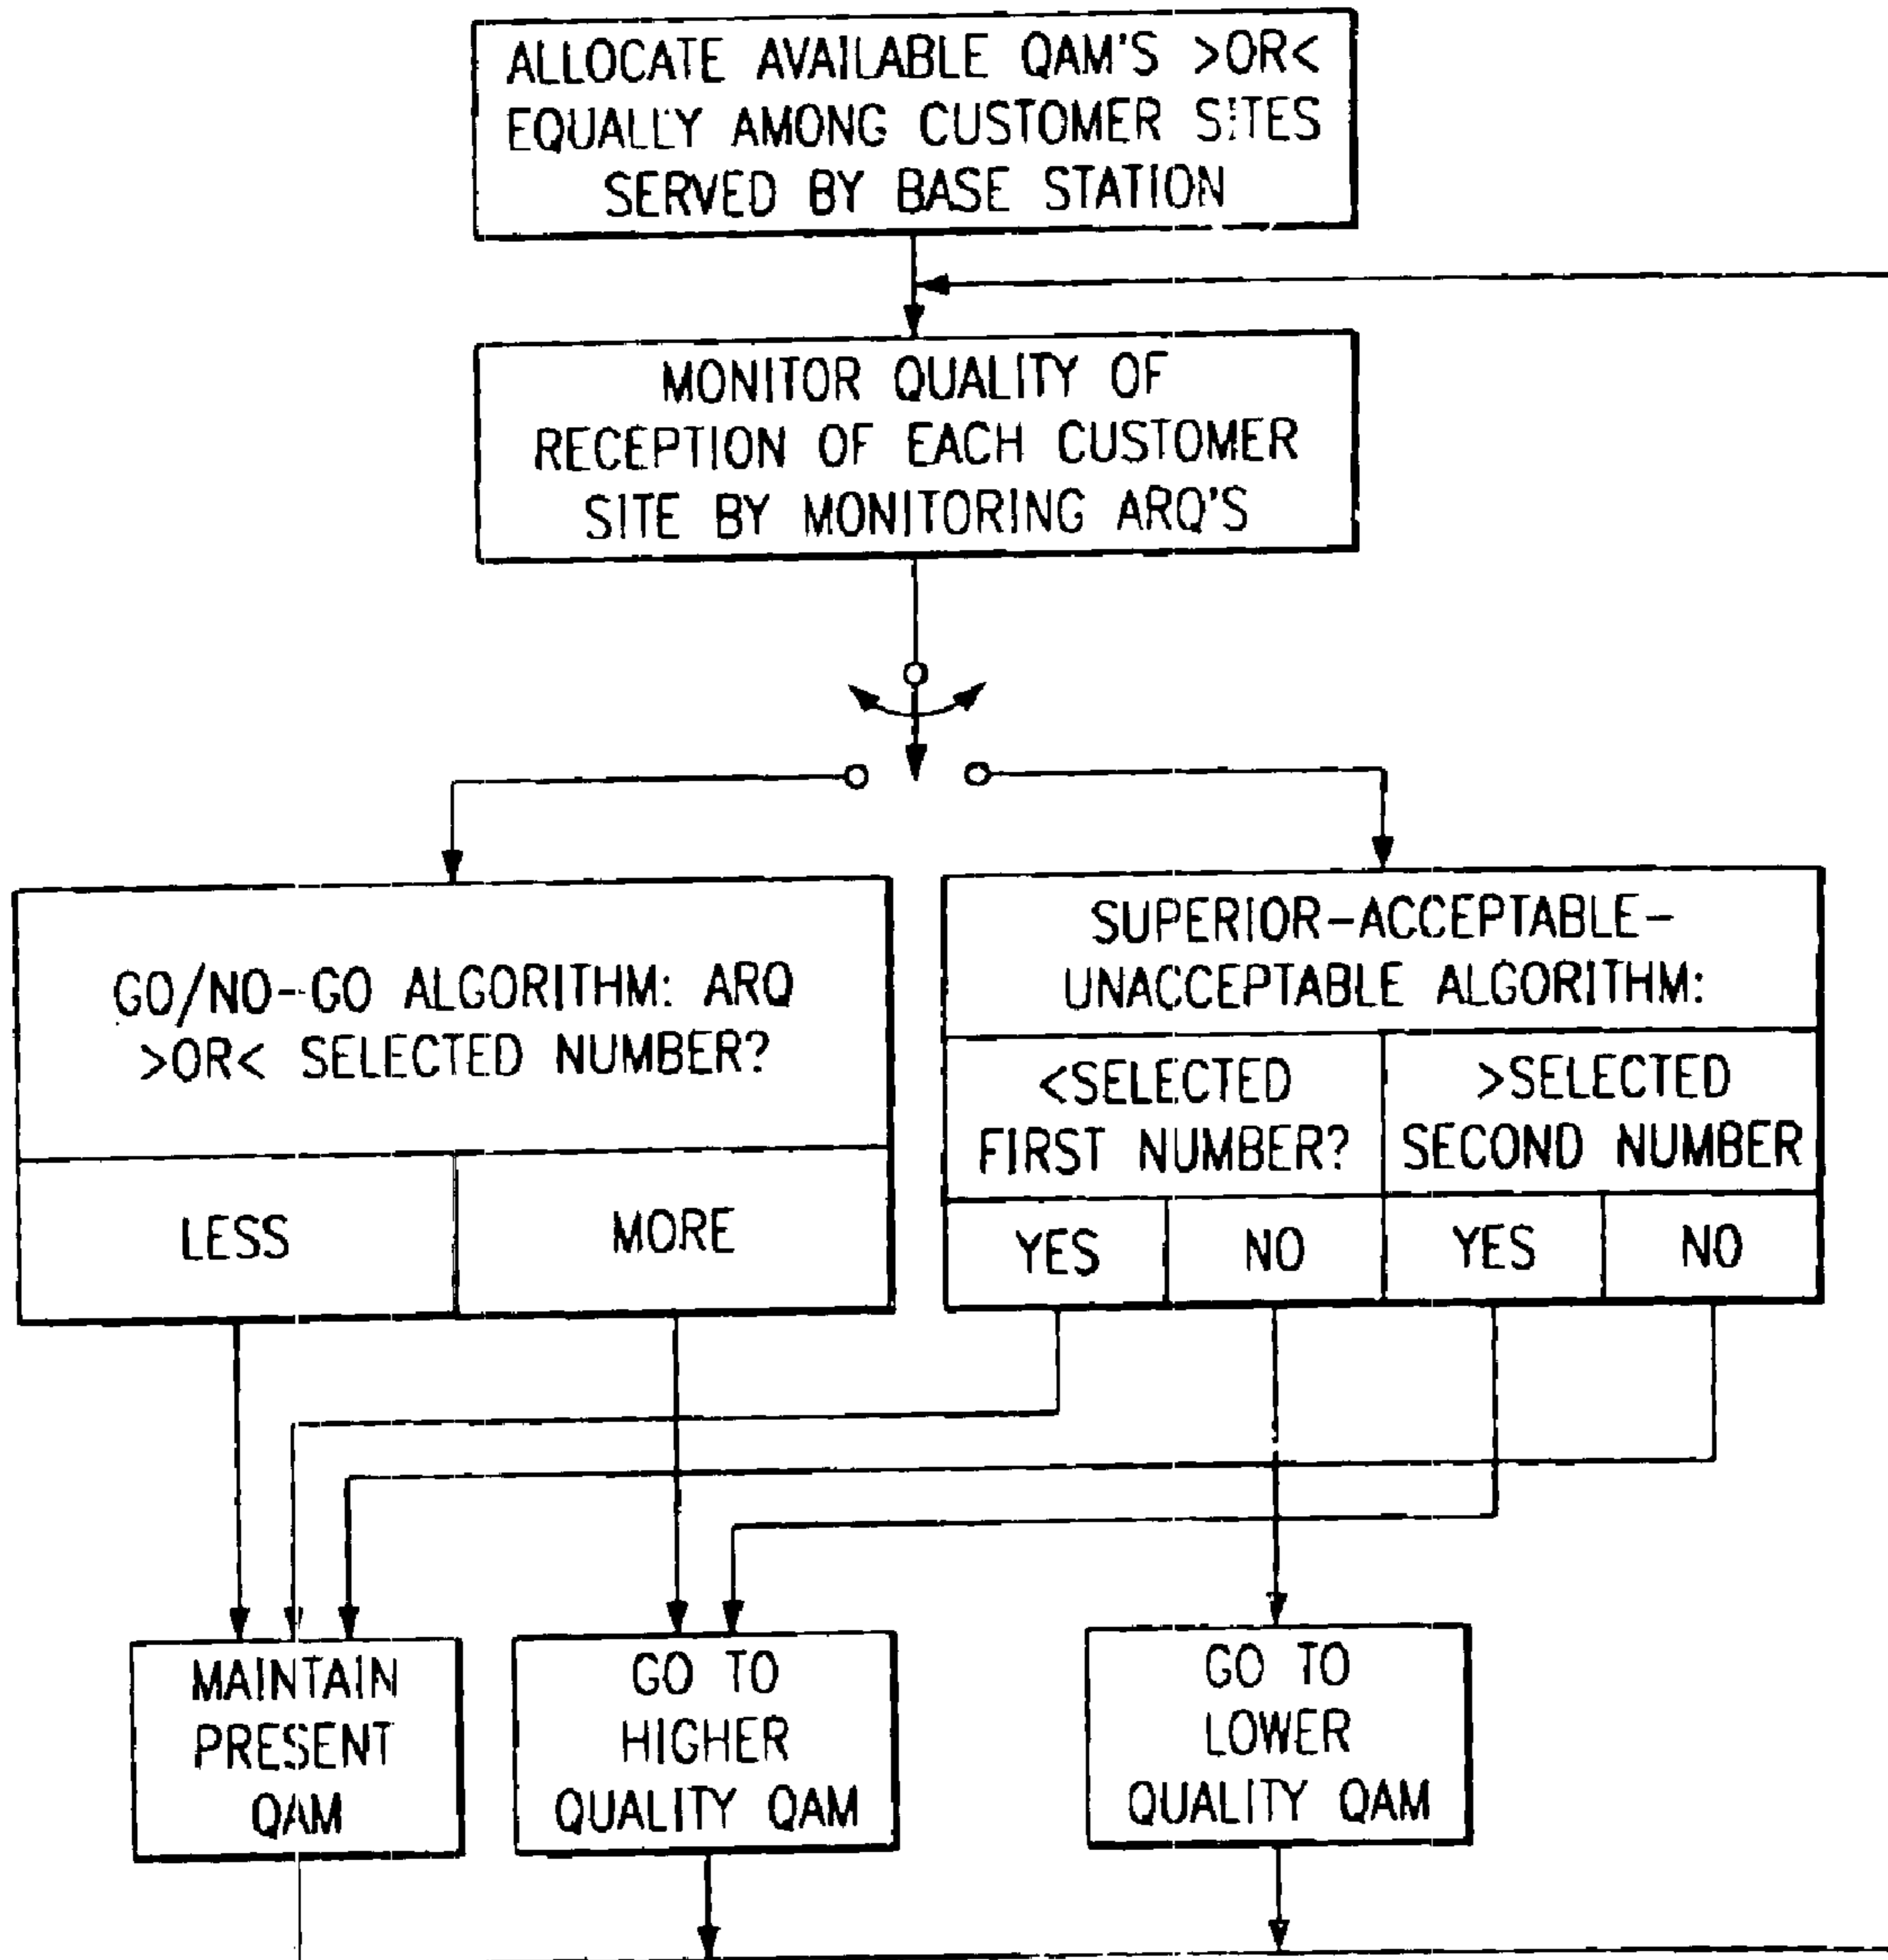 ALLOCATE AVAILABLE QAM'S >OR<
EQUALLY AMONG CUSTOMER SITES
SERVED BY BASE STATION
MONITOR QUALITY OF
RECEPTION OF EACH CUSTOMER
SITE BY MONITORING ARQ'S
GO/NO-GO ALGORITHM: ARQ
>OR< SELECTED NUMBER?
LESS
MORE
SUPERIOR-ACCEPTABLE-
UNACCEPTABLE ALGORITHM:
<SELECTED
FIRST NUMBER?
>SELECTED
SECOND NUMBER
YES
NO
YES
NO
MAINTAIN
PRESENT
QAM
GO TO
HIGHER
QUALITY QAM
GO TO
LOWER
QUALITY QAM